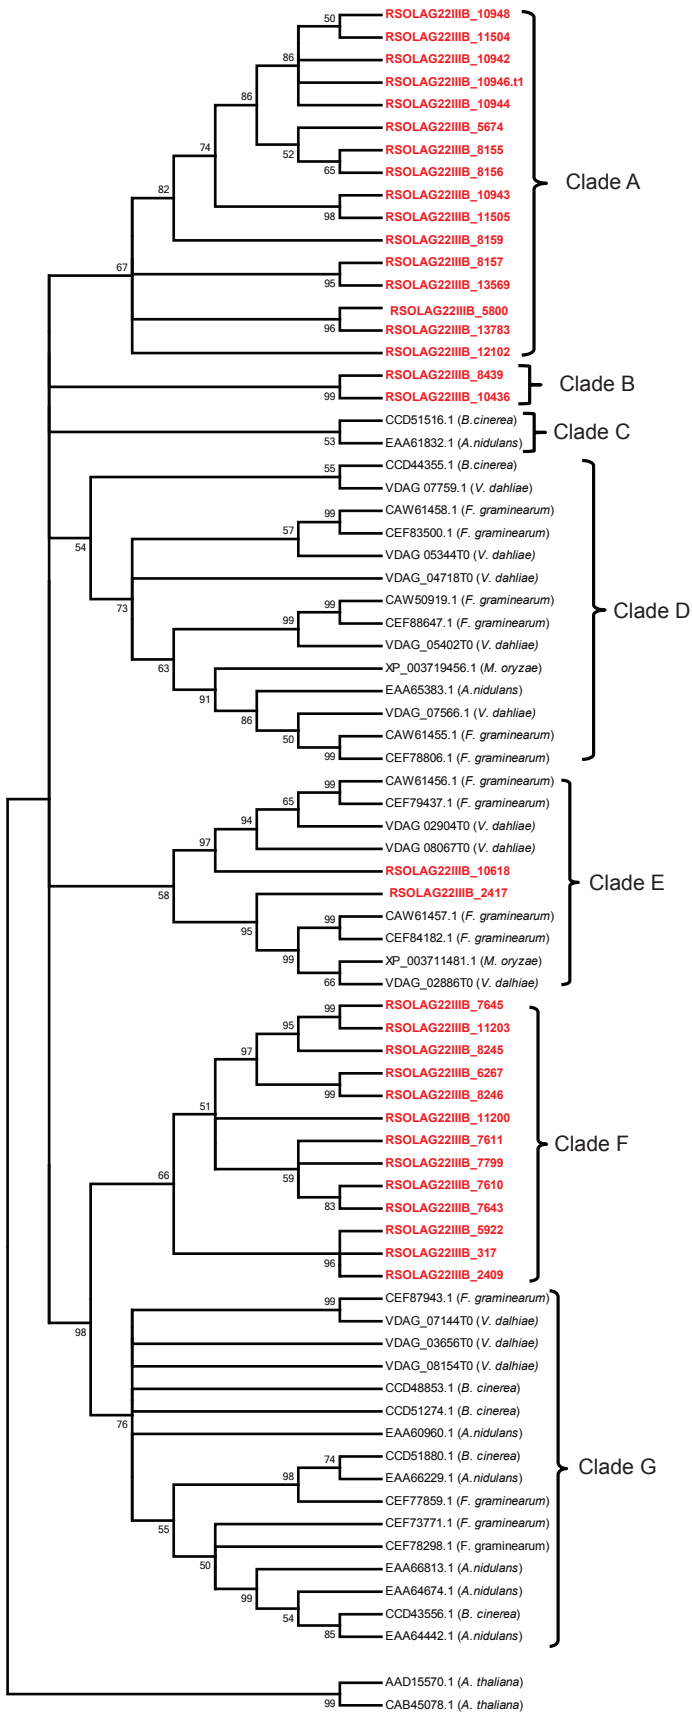 50
RSOLAG22IIIB_10948
RSOLAG22IIIB_11504
86
RSOLAG22IIIB_10942
RSOLAG22IIIB_10946.t1
86
RSOLAG22IIIB_10944
RSOLAG22IIIB_5674
74
52
RSOLAG22IIIB_8155
65
RSOLAG22IIIB_8156
Clade A
82
RSOLAG22IIIB_10943
98
RSOLAG22IIIB_11505
RSOLAG22IIIB_8159
67
RSOLAG22IIIB_8157
95
RSOLAG22IIIB_13569
RSOLAG22IIIB_5800
96
RSOLAG22IIIB_13783
RSOLAG22IIIB_12102
RSOLAG22IIIB_8439
Clade B
99
RSOLAG22IIIB_10436
CCD51516.1 (B.cinerea)
Clade C
53
EAA61832.1 (A.nidulans)
55
CCD44355.1 (B.cinerea)
VDAG 07759.1 (V. dahliae)
99
CAW61458.1 (F. graminearum)
57
CEF83500.1 (F. graminearum)
54
VDAG 05344T0 (V. dahliae)
VDAG_04718T0 (V. dahliae)
73
99
CAW50919.1 (F. graminearum)
99
CEF88647.1 (F. graminearum)
Clade D
VDAG_05402T0 (V. dahliae)
63
XP_003719456.1 (M. oryzae)
91
EAA65383.1 (A.nidulans)
86
VDAG_07566.1 (V. dahliae)
50
CAW61455.1 (F. graminearum)
99
CEF78806.1 (F. graminearum)
99
CAW61456.1 (F. graminearum)
65
CEF79437.1 (F. graminearum)
94
VDAG 02904T0 (V. dahliae)
97
VDAG 08067T0 (V. dahliae)
RSOLAG22IIIB_10618
58
Clade E
RSOLAG22IIIB_2417
95
99
CAW61457.1 (F. graminearum)
99
CEF84182.1 (F. graminearum)
XP_003711481.1 (M. oryzae)
66
VDAG_02886T0 (V. dalhiae)
99
RSOLAG22IIIB_7645
95
RSOLAG22IIIB_11203
97
RSOLAG22IIIB_8245
RSOLAG22IIIB_6267
99
RSOLAG22IIIB_8246
51
RSOLAG22IIIB_11200
RSOLAG22IIIB_7611
Clade F
59
RSOLAG22IIIB_7799
66
RSOLAG22IIIB_7610
83
RSOLAG22IIIB_7643
RSOLAG22IIIB_5922
RSOLAG22IIIB_317
96
RSOLAG22IIIB_2409
98
99
CEF87943.1 (F. graminearum)
VDAG_07144T0 (V. dalhiae)
VDAG_03656T0 (V. dalhiae)
VDAG_08154T0 (V. dalhiae)
CCD48853.1 (B. cinerea)
76
CCD51274.1 (B. cinerea)
EAA60960.1 (A.nidulans)
74
CCD51880.1 (B. cinerea)
Clade G
98
EAA66229.1 (A.nidulans)
CEF77859.1 (F. graminearum)
55
CEF73771.1 (F. graminearum)
50
CEF78298.1 (F. graminearum)
EAA66813.1 (A.nidulans)
99
EAA64674.1 (A.nidulans)
54
CCD43556.1 (B. cinerea)
85
EAA64442.1 (A.nidulans)
AAD15570.1 (A. thaliana)
99
CAB45078.1 (A. thaliana)